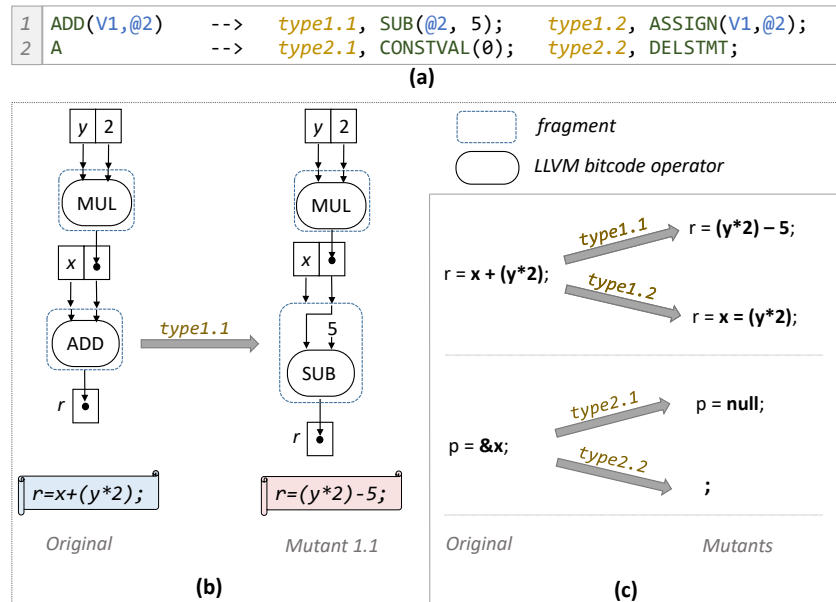 1 ADD(V1,@2) --> type1.1, SUB(@2, 5); type1.2, ASSIGN(V1,@2);
2 A --> type2.1, CONSTVAL(0); type2.2, DELSTMT;
(a)
y 2
MUL
x
ADD
r
type1.1
y 2
MUL
x
5
SUB
r
r=x+(y*2);
r=(y*2)-5;
Original
Mutant 1.1
(b)
fragment
LLVM bitcode operator
type1.1
r = (y*2) – 5;
r = x + (y*2);
type1.2
r = x = (y*2);
type2.1
p = null;
p = &x;
type2.2
;
Original
Mutants
(c)